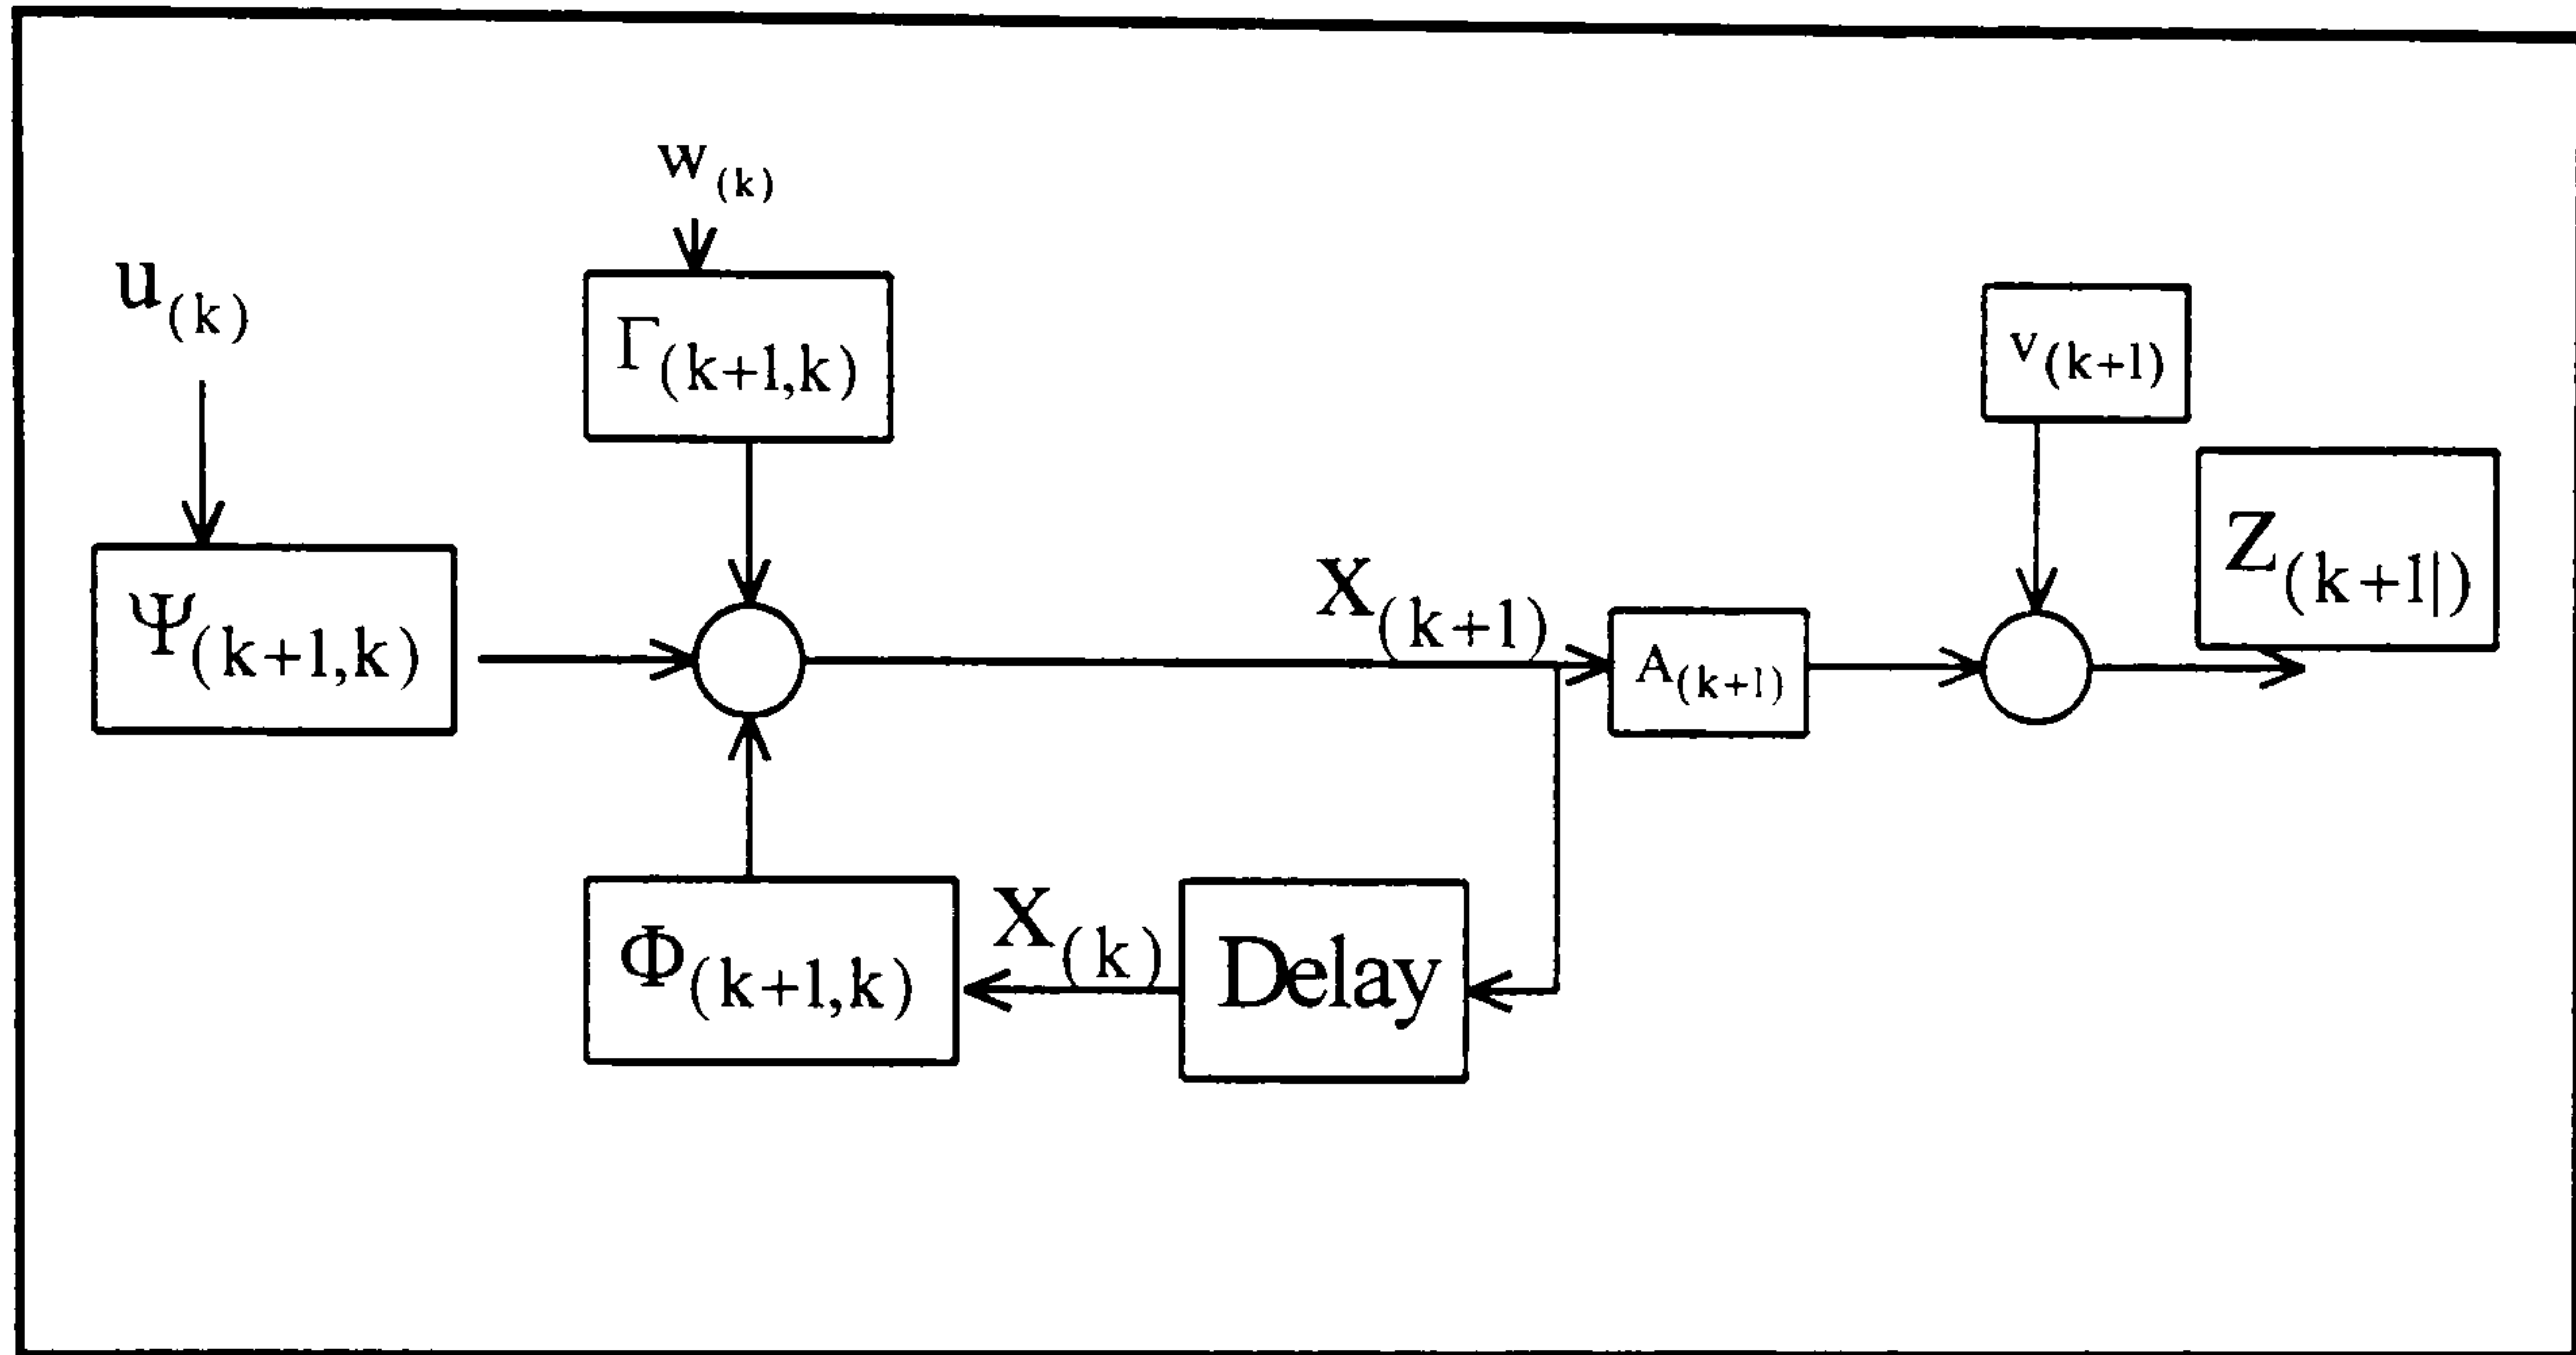 w(k)
u(k)
Γ(k+1,k)
v(k+1)
Z(k+1|)
Ψ(k+1,k)
X(k+1)
A(k+1)
Φ(k+1,k)
X(k)
Delay